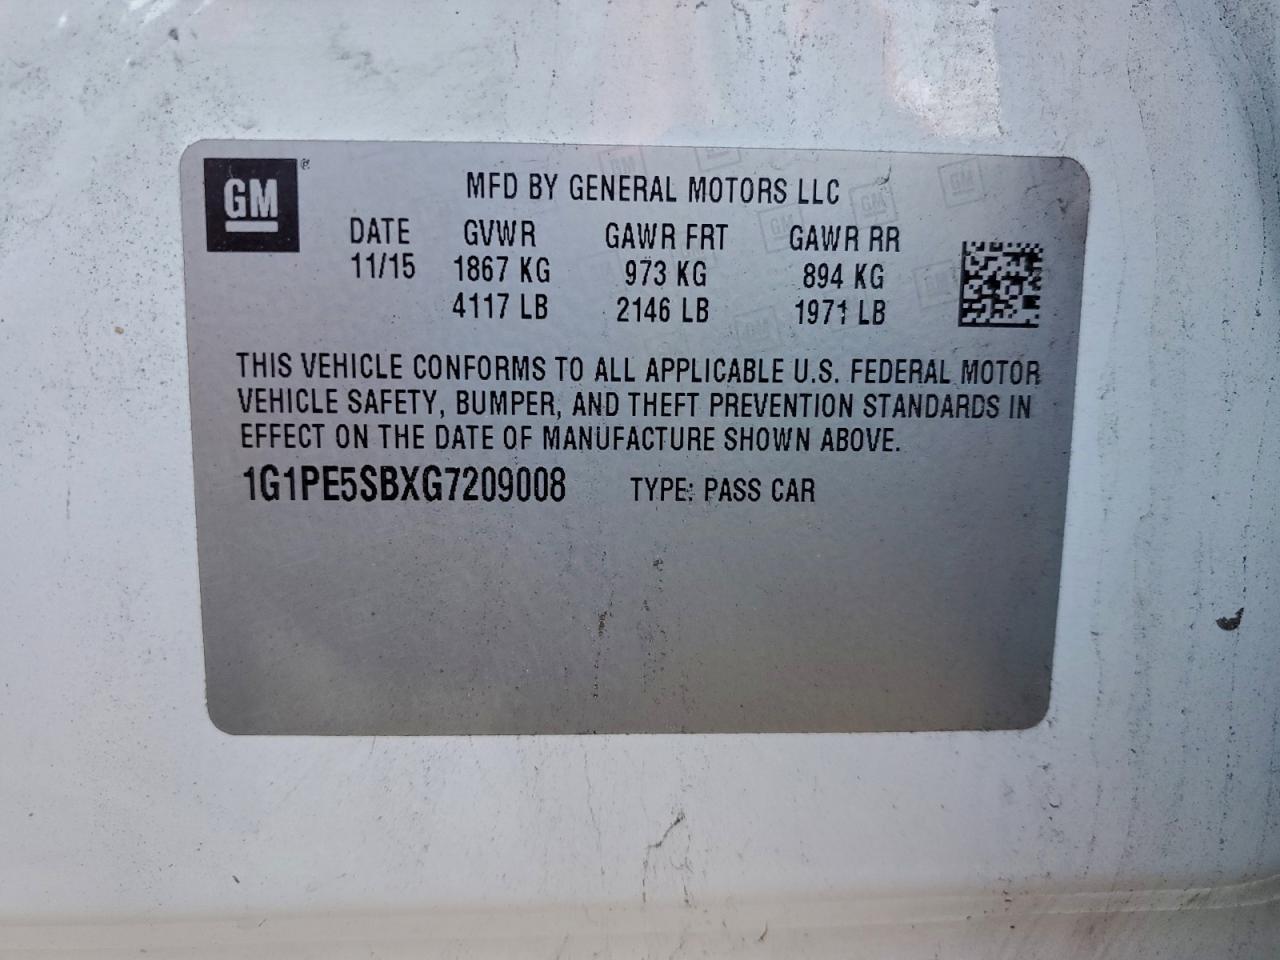 GM ®
MFD BY GENERAL MOTORS LLC
DATE GVWR GAWR FRT GAWR RR
11/15 1867 KG 973 KG 894 KG
4117 LB 2146 LB 1971 LB
THIS VEHICLE CONFORMS TO ALL APPLICABLE U.S. FEDERAL MOTOR
VEHICLE SAFETY, BUMPER, AND THEFT PREVENTION STANDARDS IN
EFFECT ON THE DATE OF MANUFACTURE SHOWN ABOVE.
1G1PE5SBXG7209008 TYPE: PASS CAR